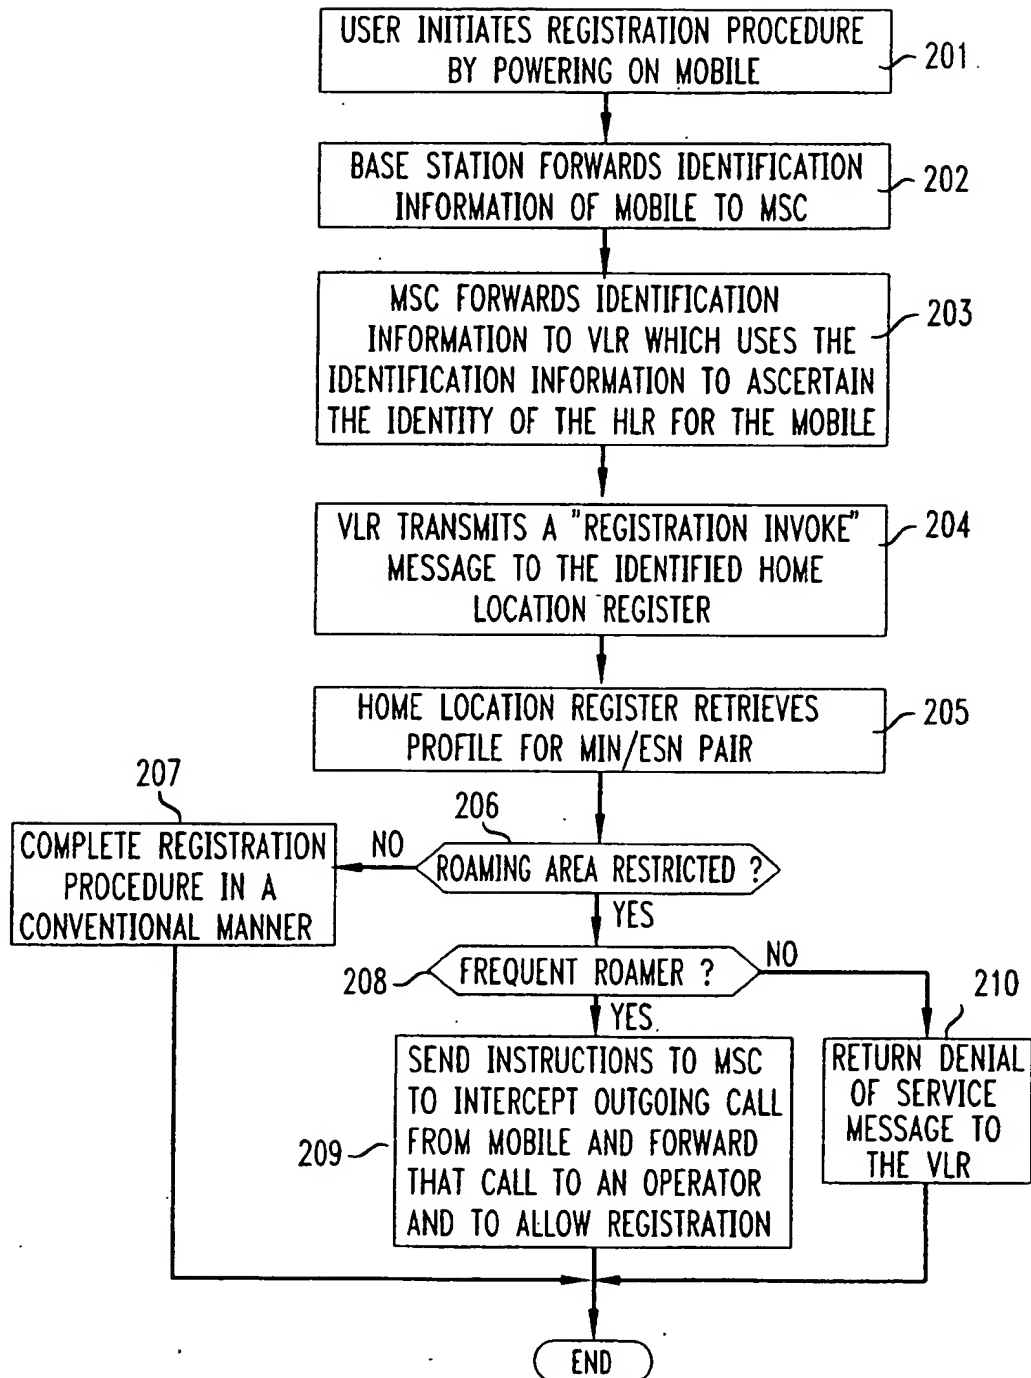 USER INITIATES REGISTRATION PROCEDURE
BY POWERING ON MOBILE
201
BASE STATION FORWARDS IDENTIFICATION
INFORMATION OF MOBILE TO MSC
202
MSC FORWARDS IDENTIFICATION
INFORMATION TO VLR WHICH USES THE
IDENTIFICATION INFORMATION TO ASCERTAIN
THE IDENTITY OF THE HLR FOR THE MOBILE
203
VLR TRANSMITS A "REGISTRATION INVOKE"
MESSAGE TO THE IDENTIFIED HOME
LOCATION REGISTER
204
HOME LOCATION REGISTER RETRIEVES
PROFILE FOR MIN/ESN PAIR
205
206
ROAMING AREA RESTRICTED ?
NO
207
COMPLETE REGISTRATION
PROCEDURE IN A
CONVENTIONAL MANNER
YES
208
FREQUENT ROAMER ?
NO
YES
209
SEND INSTRUCTIONS TO MSC
TO INTERCEPT OUTGOING CALL
FROM MOBILE AND FORWARD
THAT CALL TO AN OPERATOR
AND TO ALLOW REGISTRATION
210
RETURN DENIAL
OF SERVICE
MESSAGE TO
THE VLR
END